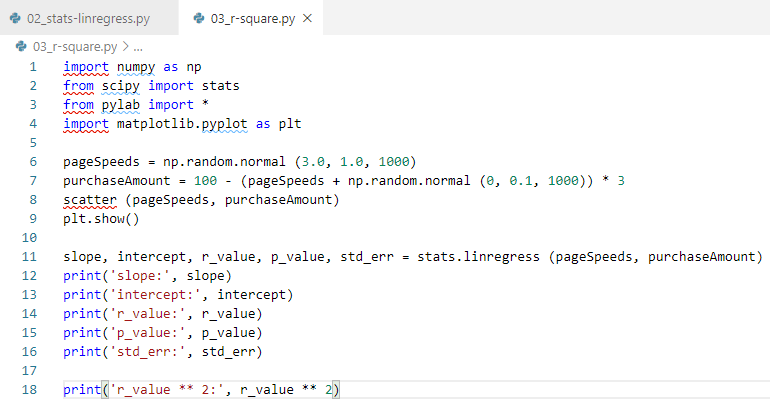 02_stats-linregress.py 03_r-square.py ×
03_r-square.py > ...
1 import numpy as np
2 from scipy import stats
3 from pylab import *
4 import matplotlib.pyplot as plt
5
6 pageSpeeds = np.random.normal (3.0, 1.0, 1000)
7 purchaseAmount = 100 - (pageSpeeds + np.random.normal (0, 0.1, 1000)) * 3
8 scatter (pageSpeeds, purchaseAmount)
9 plt.show()
10
11 slope, intercept, r_value, p_value, std_err = stats.linregress (pageSpeeds, purchaseAmount)
12 print('slope:', slope)
13 print('intercept:', intercept)
14 print('r_value:', r_value)
15 print('p_value:', p_value)
16 print('std_err:', std_err)
17
18 print('r_value ** 2:', r_value ** 2)